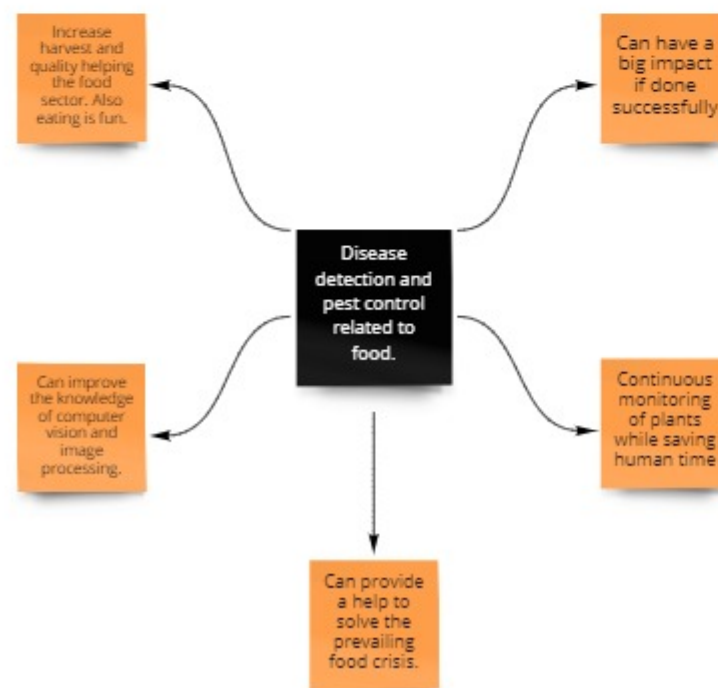 Increase
harvest and
quality helping
the food
sector. Also
eating is fun.
Can have a
big impact
if done
successfully
Disease
detection and
pest control
related to
food.
Can improve
the knowledge
of computer
vision and
image
processing.
Continuous
monitoring
of plants
while saving
human time
Can provide
a help to
solve the
prevailing
food crisis.